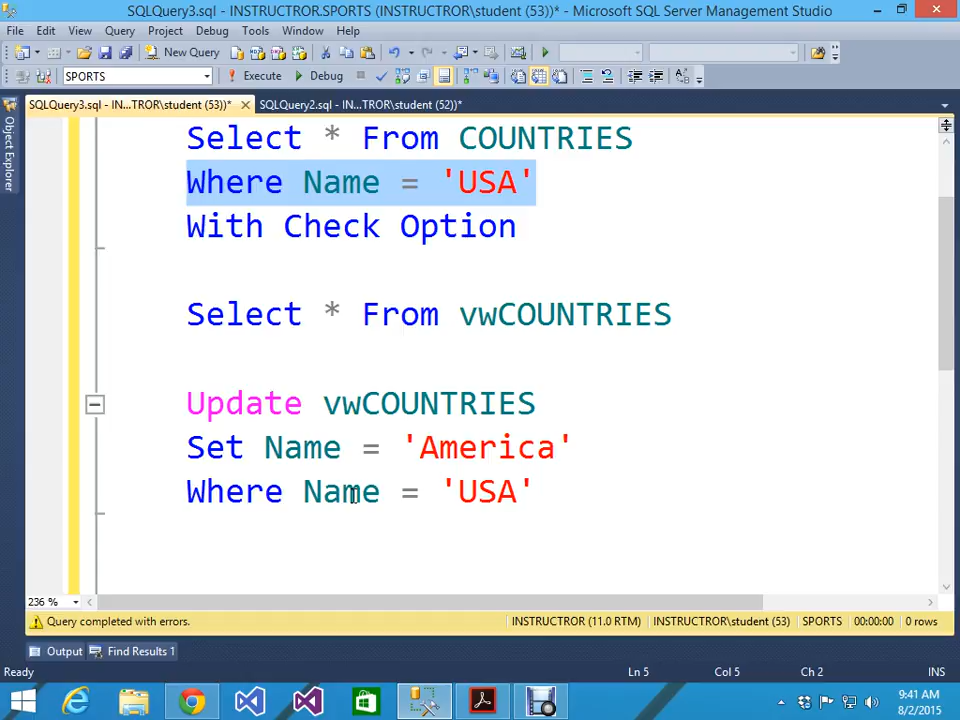 SQLQuery3.sql - INSTRUCTROR.SPORTS (INSTRUCTROR\student (53))* - Microsoft SQL Server Management Studio
File Edit View Query Project Debug Tools Window Help
New Query
SPORTS Execute Debug
SQLQuery3.sql - IN...TROR\student (53))* SQLQuery2.sql - IN...TROR\student (52))*
Object Explorer
Select * From COUNTRIES
Where Name = 'USA'
With Check Option
Select * From vwCOUNTRIES
Update vwCOUNTRIES
Set Name = 'America'
Where Name = 'USA'
236 %
Query completed with errors. INSTRUCTROR (11.0 RTM) INSTRUCTROR\student (53) SPORTS 00:00:00 0 rows
Output Find Results 1
Ready Ln 5 Col 5 Ch 2 INS
9:41 AM
8/2/2015